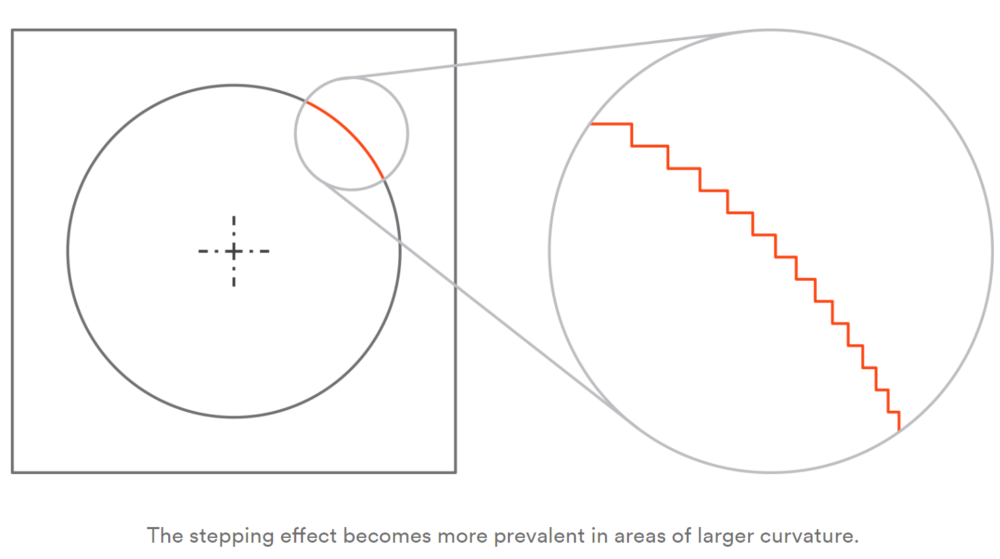 The stepping effect becomes more prevalent in areas of larger curvature.